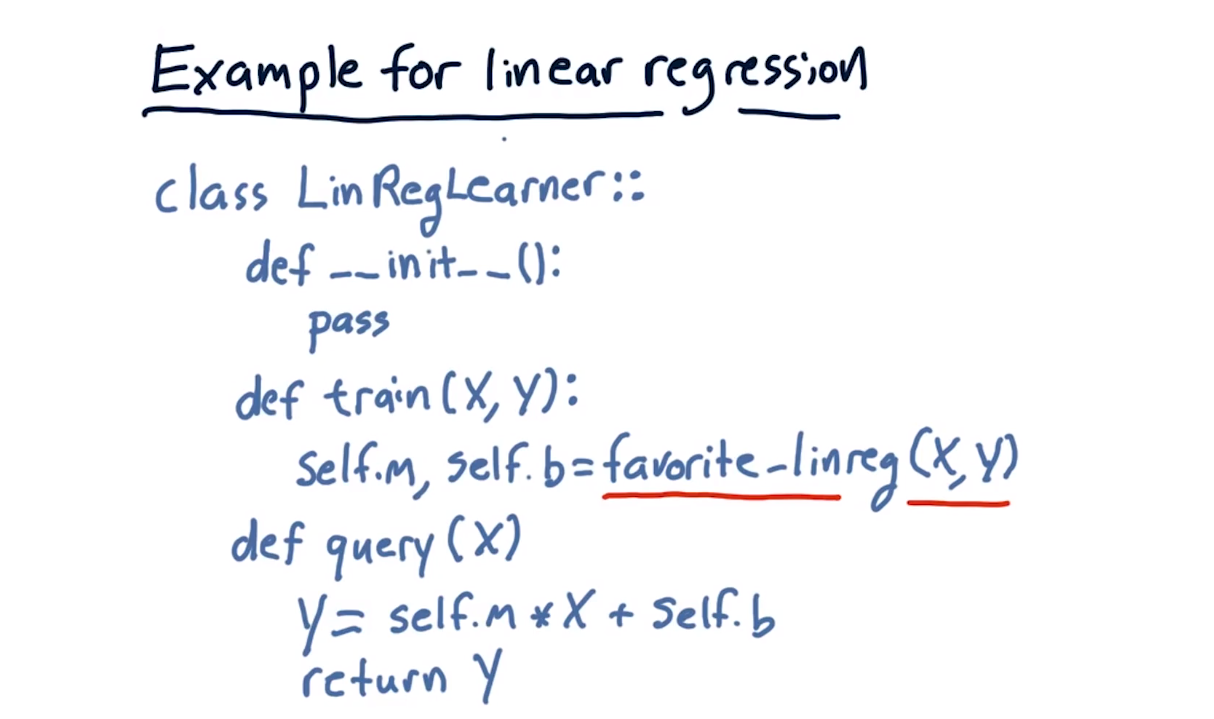 Example for linear regression
class LinRegLearner::
def __init__():
pass
def train(X, Y):
self.m, self.b = favorite_linreg(X, Y)
def query(X)
Y = self.m * X + self.b
return Y